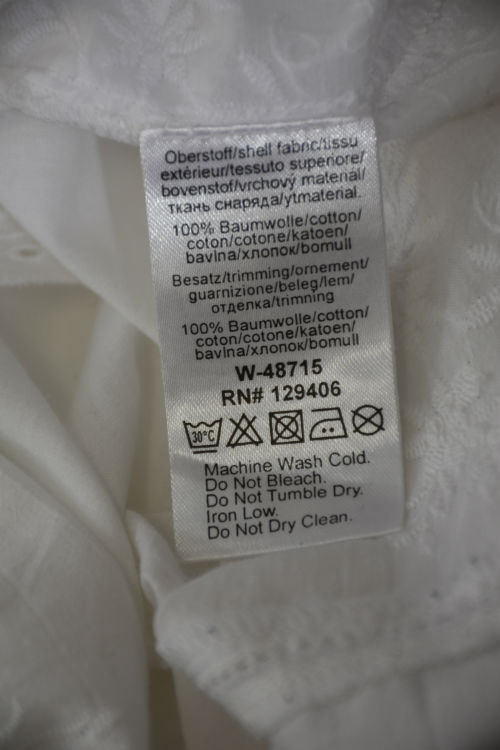 Oberstoff/shell fabric/tissu
extérieur/tessuto superiore/
bovenstof/vrchový materiál/
ткань снаряда/ytmaterial.
100% Baumwolle/cotton/
coton/cotone/katoen/
bavlna/хлопок/bomull
Besatz/trimming/ornement/
guarnizione/beleg/lem/
отделка/trimning
100% Baumwolle/cotton/
coton/cotone/katoen/
bavlna/хлопок/bomull
W-48715
RN# 129406
30°C
Machine Wash Cold.
Do Not Bleach.
Do Not Tumble Dry.
Iron Low.
Do Not Dry Clean.